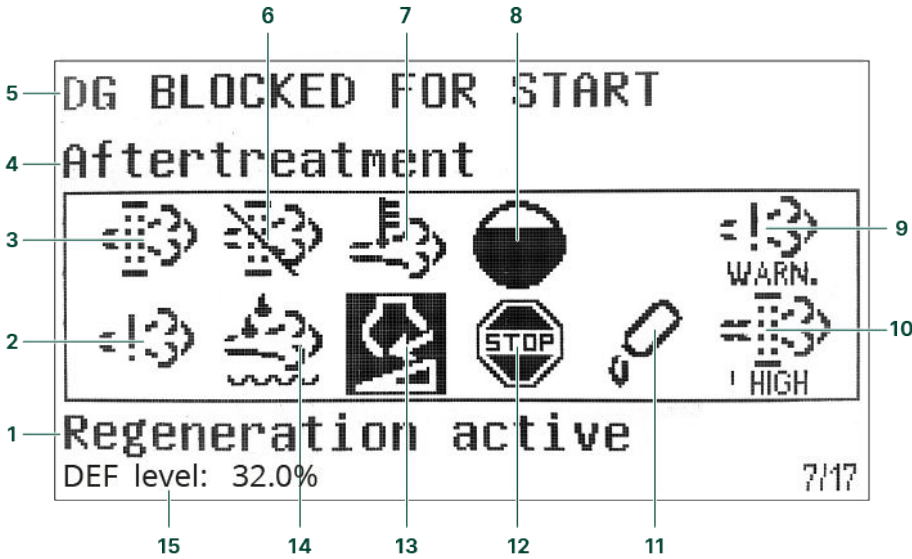 6 7 8
5 DG BLOCKED FOR START
4 Aftertreatment
3 9
WARN.
2 STOP 10
! HIGH
1 Regeneration active
DEF level: 32.0% 7/17
15 14 13 12 11